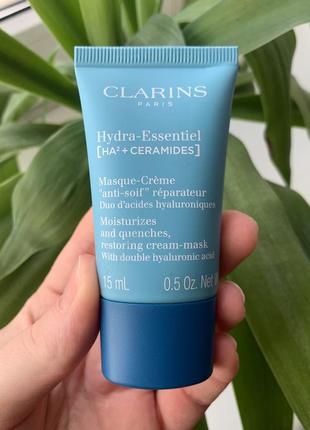 CLARINS
PARIS
Hydra-Essentiel
[HA²+CERAMIDES]
Masque-Crème
"anti-soif" réparateur
Duo d'acides hyaluroniques
Moisturizes
and quenches,
restoring cream-mask
With double hyaluronic acid
15 mL 0.5 Oz. Net